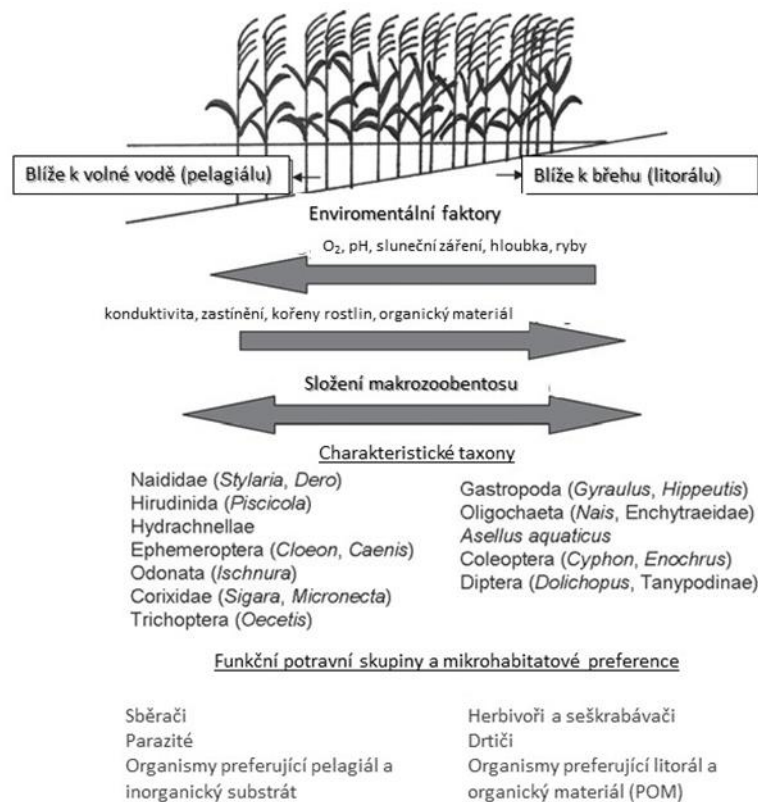 Blíže k volné vodě (pelagiálu)
Blíže k břehu (litorálu)
Enviromentální faktory
O₂, pH, sluneční záření, hloubka, ryby
konduktivita, zastínění, kořeny rostlin, organický materiál
Složení makrozoobentosu
Charakteristické taxony
Naididae (Stylaria, Dero)
Hirudinida (Piscicola)
Hydrachnellae
Ephemeroptera (Cloeon, Caenis)
Odonata (Ischnura)
Corixidae (Sigara, Micronecta)
Trichoptera (Oecetis)
Gastropoda (Gyraulus, Hippeutis)
Oligochaeta (Nais, Enchytraeidae)
Asellus aquaticus
Coleoptera (Cyphon, Enochrus)
Diptera (Dolichopus, Tanypodinae)
Funkční potravní skupiny a mikrohabitatové preference
Sběrači
Parazité
Organismy preferující pelagiál a
inorganický substrát
Herbivoři a seškrabávači
Drtiči
Organismy preferující litorál a
organický materiál (POM)